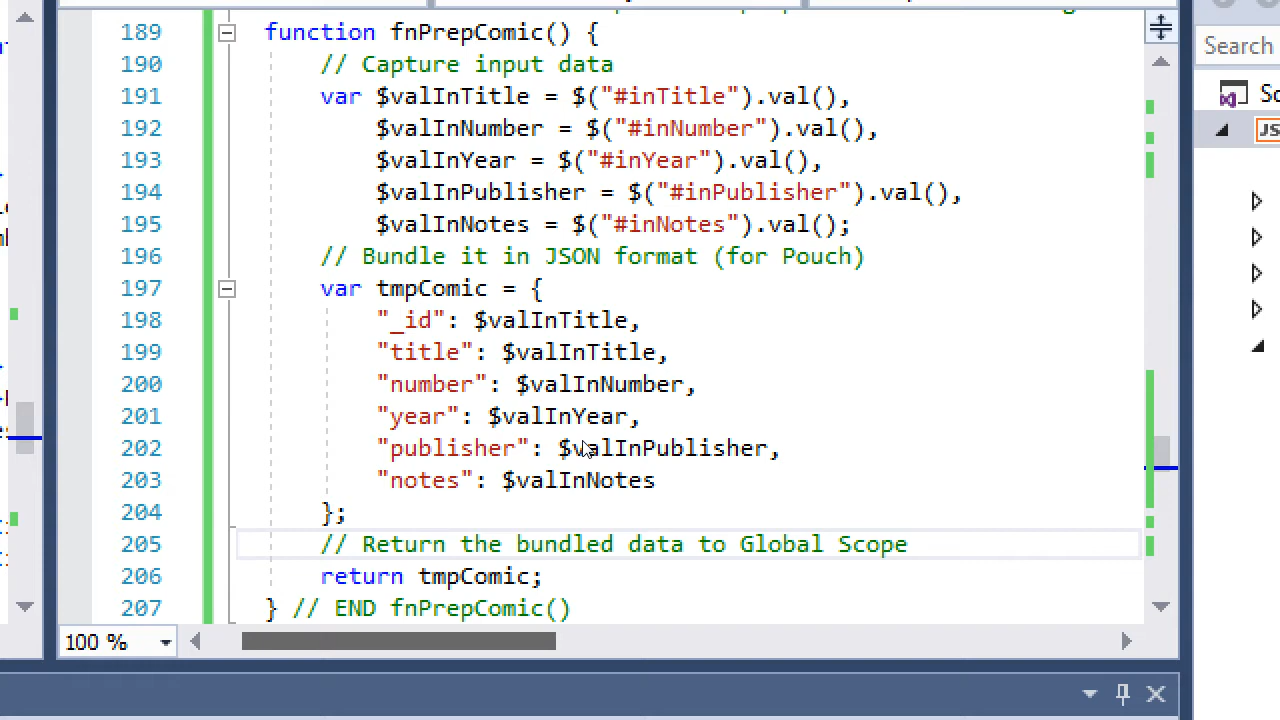 189 function fnPrepComic() {
190 // Capture input data
191 var $valInTitle = $("#inTitle").val(),
192 $valInNumber = $("#inNumber").val(),
193 $valInYear = $("#inYear").val(),
194 $valInPublisher = $("#inPublisher").val(),
195 $valInNotes = $("#inNotes").val();
196 // Bundle it in JSON format (for Pouch)
197 var tmpComic = {
198 "_id": $valInTitle,
199 "title": $valInTitle,
200 "number": $valInNumber,
201 "year": $valInYear,
202 "publisher": $valInPublisher,
203 "notes": $valInNotes
204 };
205 // Return the bundled data to Global Scope
206 return tmpComic;
207 } // END fnPrepComic()
100 %
Search
JS